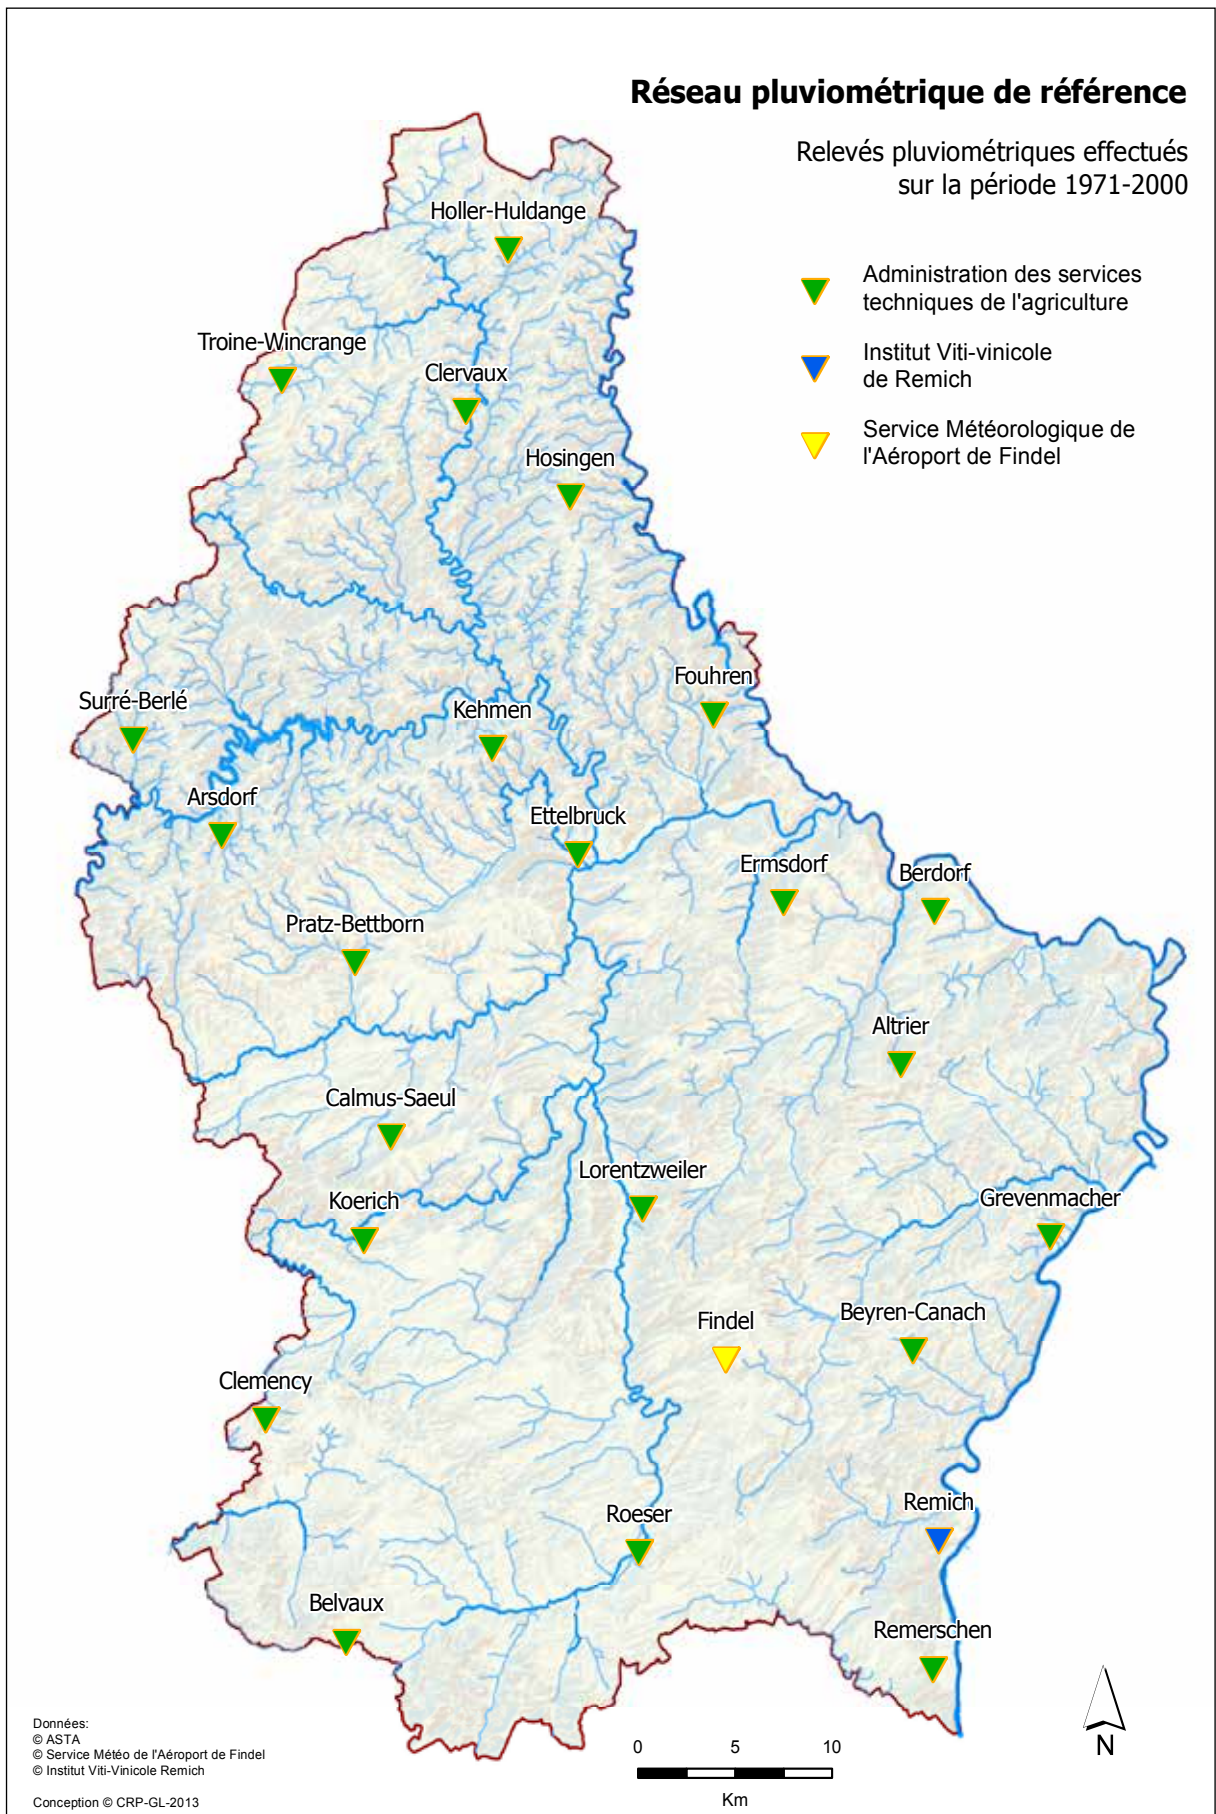 Réseau pluviométrique de référence
Relevés pluviométriques effectués
sur la période 1971-2000
Administration des services
techniques de l'agriculture
Institut Viti-vinicole
de Remich
Service Météorologique de
l'Aéroport de Findel
Holler-Huldange
Troine-Wincrange
Clervaux
Hosingen
Fouhren
Surré-Berlé
Kehmen
Arsdorf
Ettelbruck
Ermsdorf
Berdorf
Pratz-Bettborn
Altrier
Calmus-Saeul
Lorentzweiler
Koerich
Grevenmacher
Beyren-Canach
Findel
Clemency
Remich
Roeser
Belvaux
Remerschen
Données:
© ASTA
© Service Météo de l'Aéroport de Findel
© Institut Viti-Vinicole Remich
Conception © CRP-GL-2013
0 5 10
Km
N